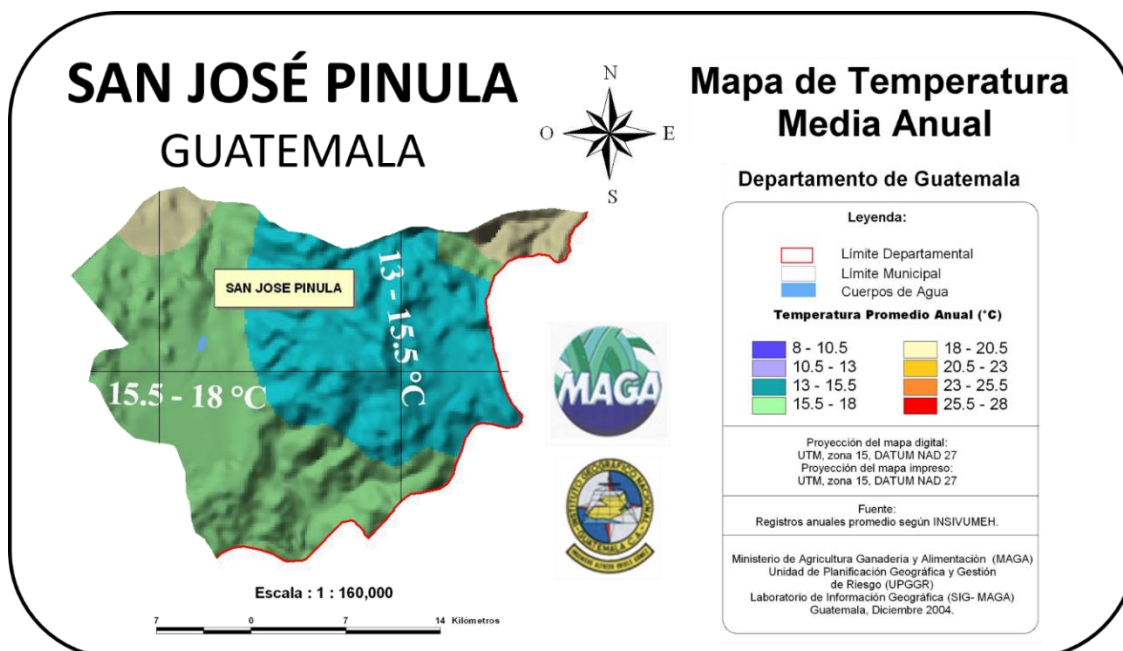 SAN JOSÉ PINULA
GUATEMALA
N
O
E
S
SAN JOSE PINULA
13 - 15.5 °C
15.5 - 18 °C
MAGA
INSTITUTO GEOGRAFICO NACIONAL
GUATEMALA C.A.
Escala : 1 : 160,000
7 0 7 14 Kilómetros
Mapa de Temperatura
Media Anual
Departamento de Guatemala
Leyenda:
Límite Departamental
Límite Municipal
Cuerpos de Agua
Temperatura Promedio Anual (°C)
8 - 10.5
10.5 - 13
13 - 15.5
15.5 - 18
18 - 20.5
20.5 - 23
23 - 25.5
25.5 - 28
Proyección del mapa digital:
UTM, zona 15, DATUM NAD 27
Proyección del mapa impreso:
UTM, zona 15, DATUM NAD 27
Fuente:
Registros anuales promedio según INSIVUMEH.
Ministerio de Agricultura Ganaderia y Alimentación (MAGA)
Unidad de Planificación Geográfica y Gestión
de Riesgo (UPGGR)
Laboratorio de Información Geográfica (SIG- MAGA)
Guatemala, Diciembre 2004.